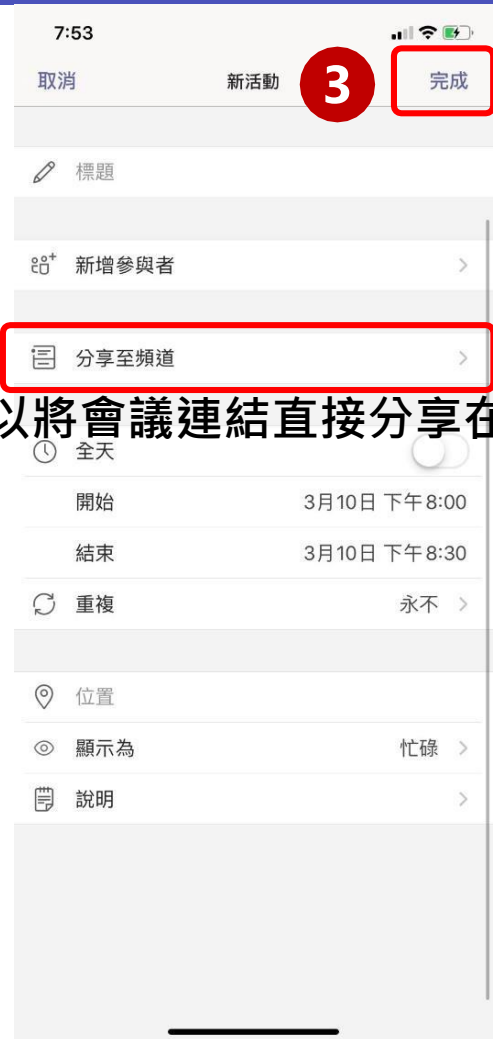 7:53
取消 新活動 3 完成
標題
新增參與者
分享至頻道
以將會議連結直接分享在
全天
開始 3月10日 下午8:00
結束 3月10日 下午8:30
重複 永不
位置
顯示為 忙碌
說明